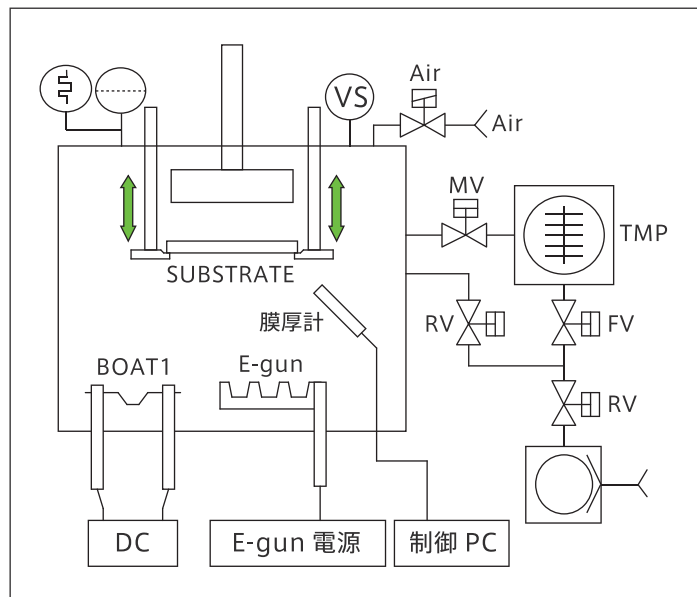 Air
VS
Air
MV
TMP
SUBSTRATE
膜厚計
RV
FV
BOAT1
E-gun
RV
DC
E-gun 電源
制御 PC